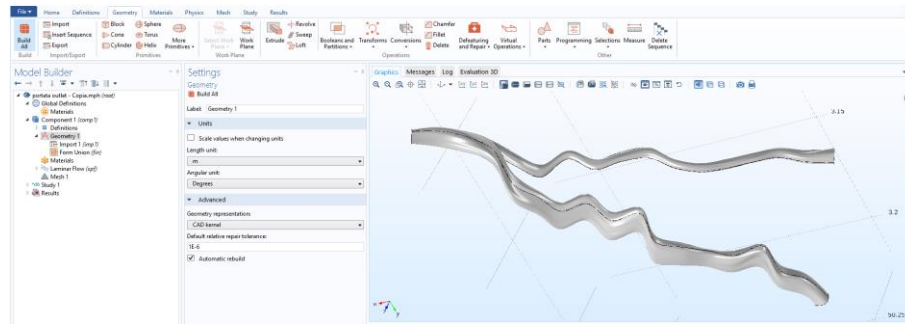 File Home Definitions Geometry Materials Physics Mesh Study Results
Build All
Import
Insert Sequence
Export
Block
Cone
Cylinder
Sphere
Torus
Helix
More Primitives
Select Work Plane
Work Plane
Extrude
Revolve
Sweep
Loft
Booleans and Partitions
Transforms
Conversions
Chamfer
Fillet
Delete
Defeaturing and Repair
Virtual Operations
Parts
Programming
Selections
Measure
Delete Sequence
Build Import/Export Primitives Work Plane Operations Other
Model Builder
portata outlet - Copia.mph (root)
Global Definitions
Materials
Component 1 (comp1)
Definitions
Geometry 1
Import 1 (imp1)
Form Union (fin)
Materials
Laminar Flow (spf)
Mesh 1
Study 1
Results
Settings
Geometry
Build All
Label: Geometry 1
Units
Scale values when changing units
Length unit:
m
Angular unit:
Degrees
Advanced
Geometry representation:
CAD kernel
Default relative repair tolerance:
1E-6
Automatic rebuild
Graphics Messages Log Evaluation 3D
3.15
3.2
50.25
y